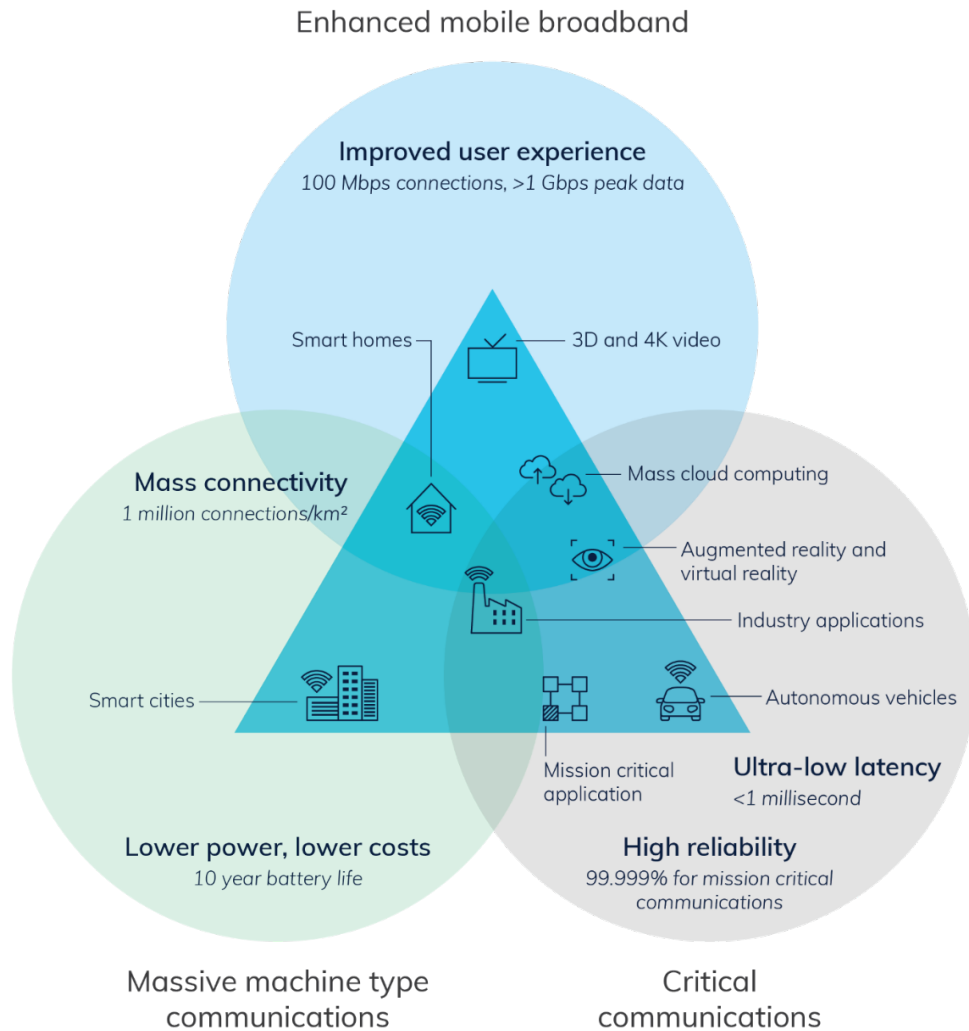 Enhanced mobile broadband
Improved user experience
100 Mbps connections, >1 Gbps peak data
Smart homes
3D and 4K video
Mass connectivity
1 million connections/km²
Mass cloud computing
Augmented reality and
virtual reality
Industry applications
Smart cities
Autonomous vehicles
Mission critical
application
Ultra-low latency
<1 millisecond
Lower power, lower costs
10 year battery life
High reliability
99.999% for mission critical
communications
Massive machine type
communications
Critical
communications